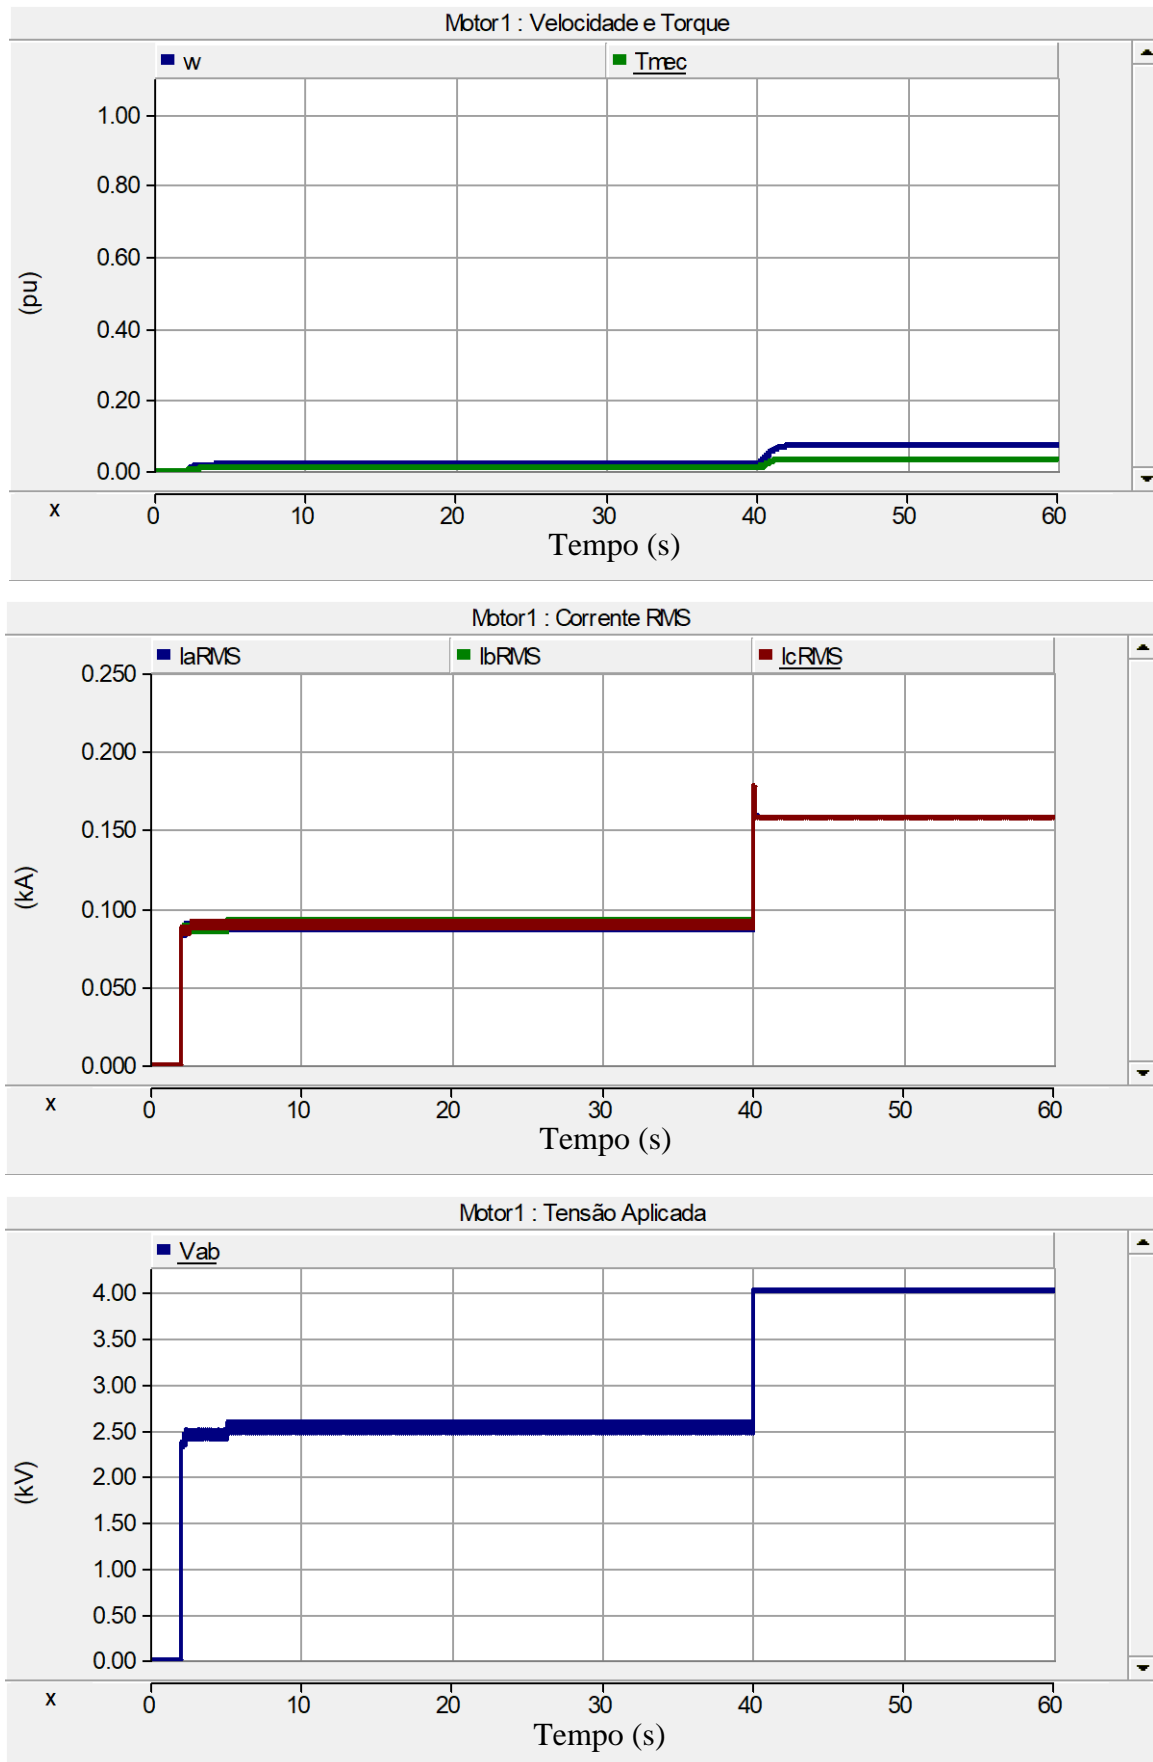 Motor1 : Velocidade e Torque
w Tmec
1.00
0.80
0.60
0.40
0.20
0.00
(pu)
x 0 10 20 30 40 50 60
Tempo (s)
Motor1 : Corrente RMS
IaRMS IbRMS IcRMS
0.250
0.200
0.150
0.100
0.050
0.000
(kA)
x 0 10 20 30 40 50 60
Tempo (s)
Motor1 : Tensão Aplicada
Vab
4.00
3.50
3.00
2.50
2.00
1.50
1.00
0.50
0.00
(kV)
x 0 10 20 30 40 50 60
Tempo (s)